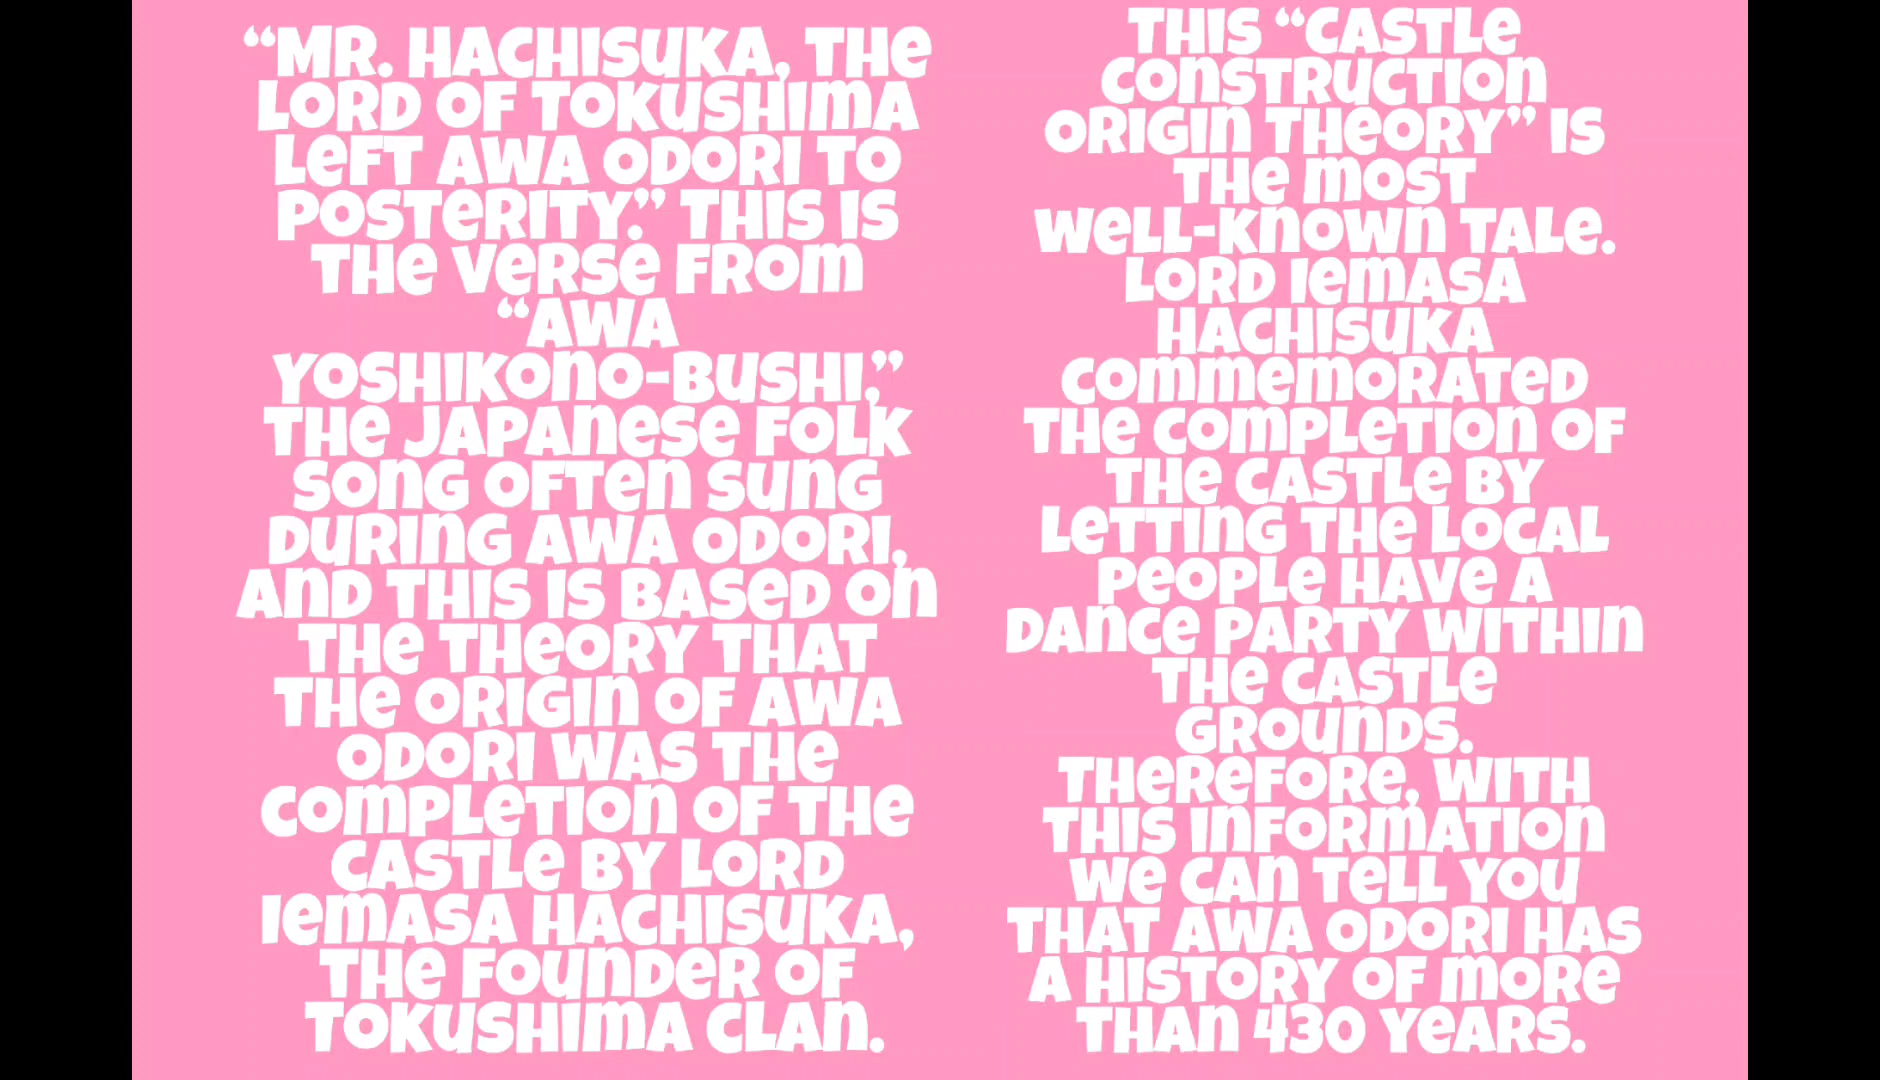 “Mr. Hachisuka, the
Lord of Tokushima
left Awa Odori to
posterity.” This is
the verse from
“Awa
Yoshikono-Bushi,”
the Japanese folk
song often sung
during Awa Odori,
and this is based on
the theory that
the origin of Awa
Odori was the
completion of the
castle by Lord
Iemasa Hachisuka,
the founder of
Tokushima Clan.
This “castle
construction
origin theory” is
the most
well-known tale.
Lord Iemasa
Hachisuka
commemorated
the completion of
the castle by
letting the local
people have a
dance party within
the castle
grounds.
Therefore, with
this information
we can tell you
that Awa Odori has
a history of more
than 430 years.